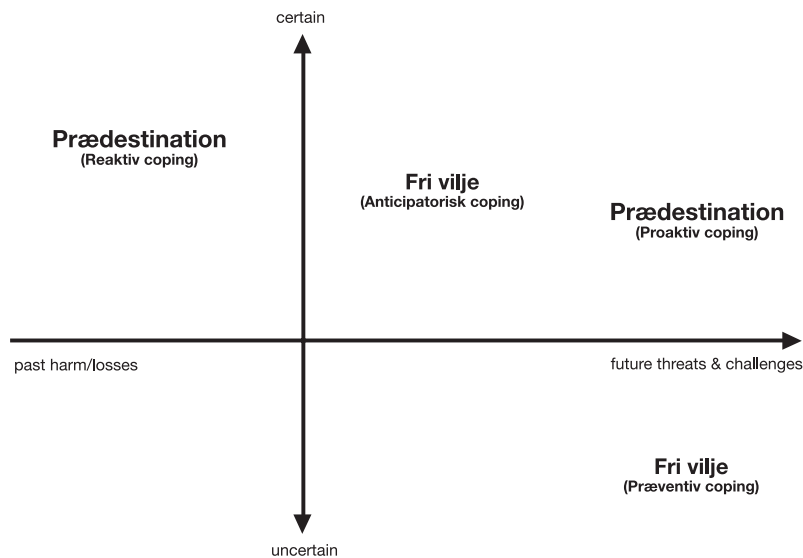 certain
Prædestination
(Reaktiv coping)
Fri vilje
(Anticipatorisk coping)
Prædestination
(Proaktiv coping)
past harm/losses
future threats & challenges
Fri vilje
(Præventiv coping)
uncertain